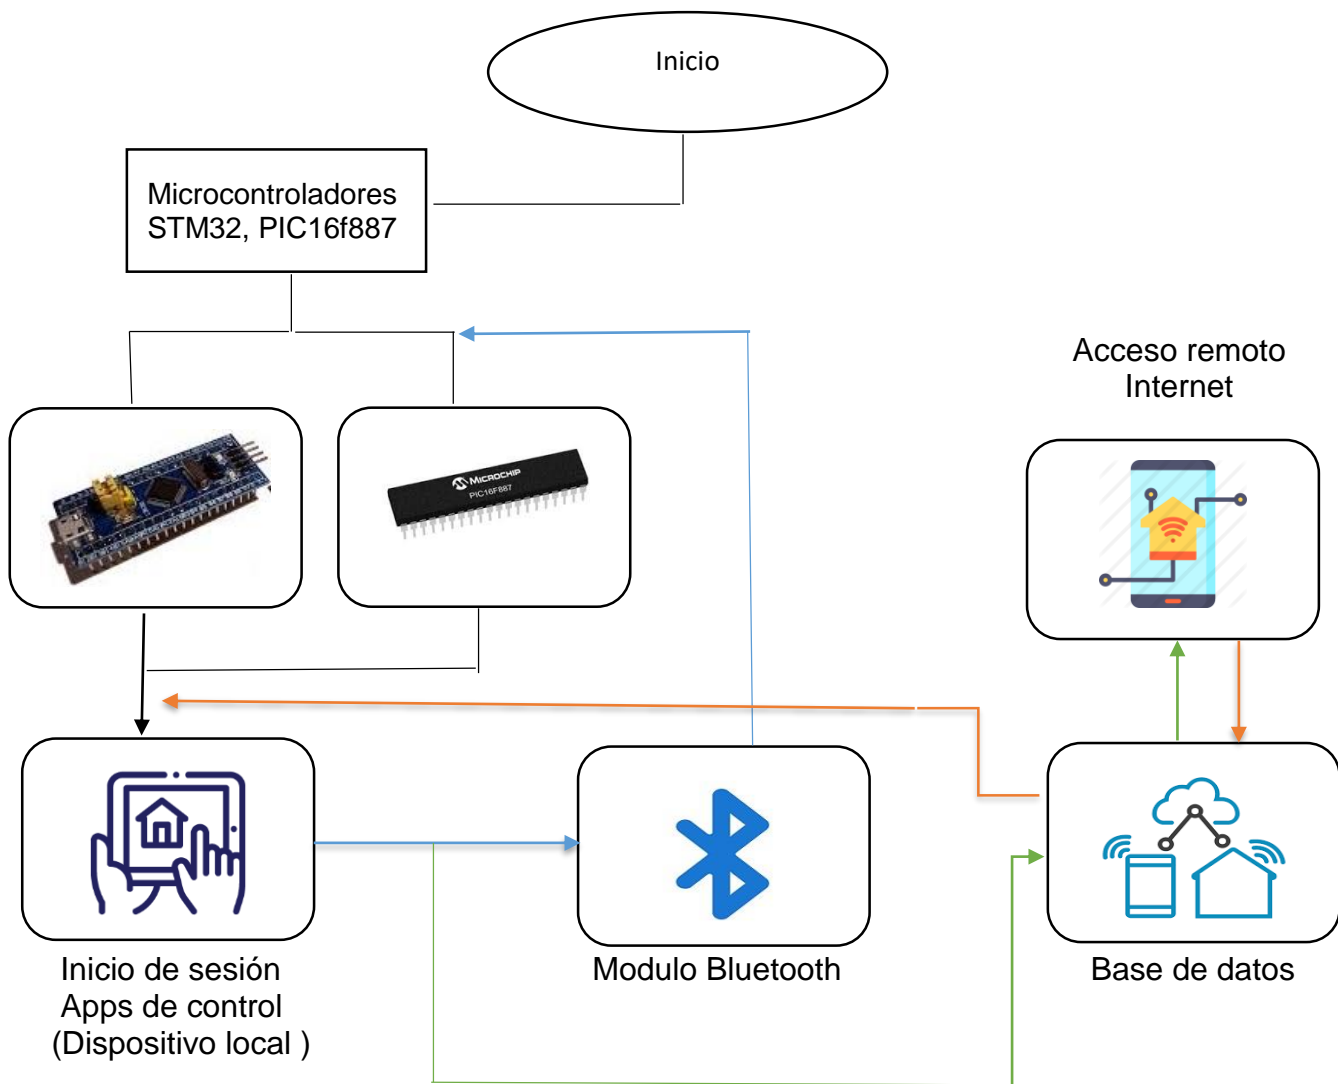 Inicio
Microcontroladores
STM32, PIC16f887
Acceso remoto
Internet
MICROCHIP
PIC16F887
Inicio de sesión
Apps de control
(Dispositivo local )
Modulo Bluetooth
Base de datos